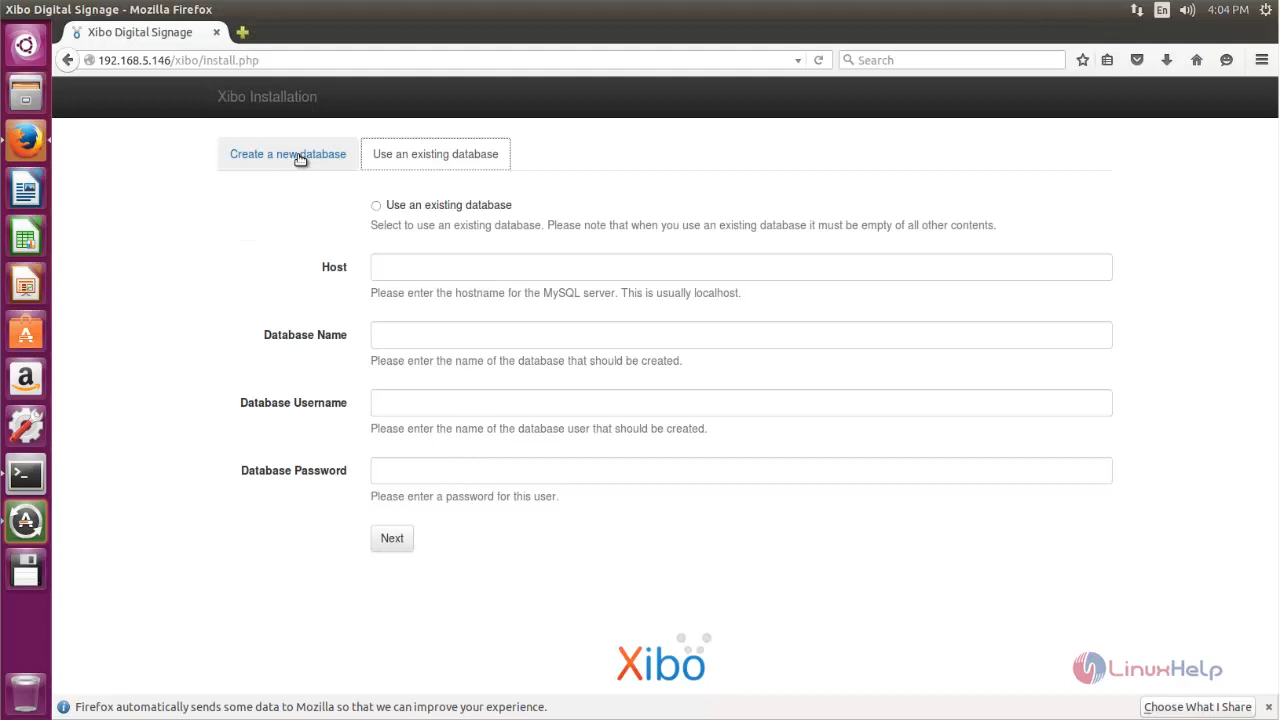 Xibo Digital Signage - Mozilla Firefox
En
4:04 PM
Xibo Digital Signage
192.168.5.146/xibo/install.php
Search
Xibo Installation
Create a new database
Use an existing database
Use an existing database
Select to use an existing database. Please note that when you use an existing database it must be empty of all other contents.
Host
Please enter the hostname for the MySQL server. This is usually localhost.
Database Name
Please enter the name of the database that should be created.
Database Username
Please enter the name of the database user that should be created.
Database Password
Please enter a password for this user.
Next
Xibo
LinuxHelp
Firefox automatically sends some data to Mozilla so that we can improve your experience.
Choose What I Share